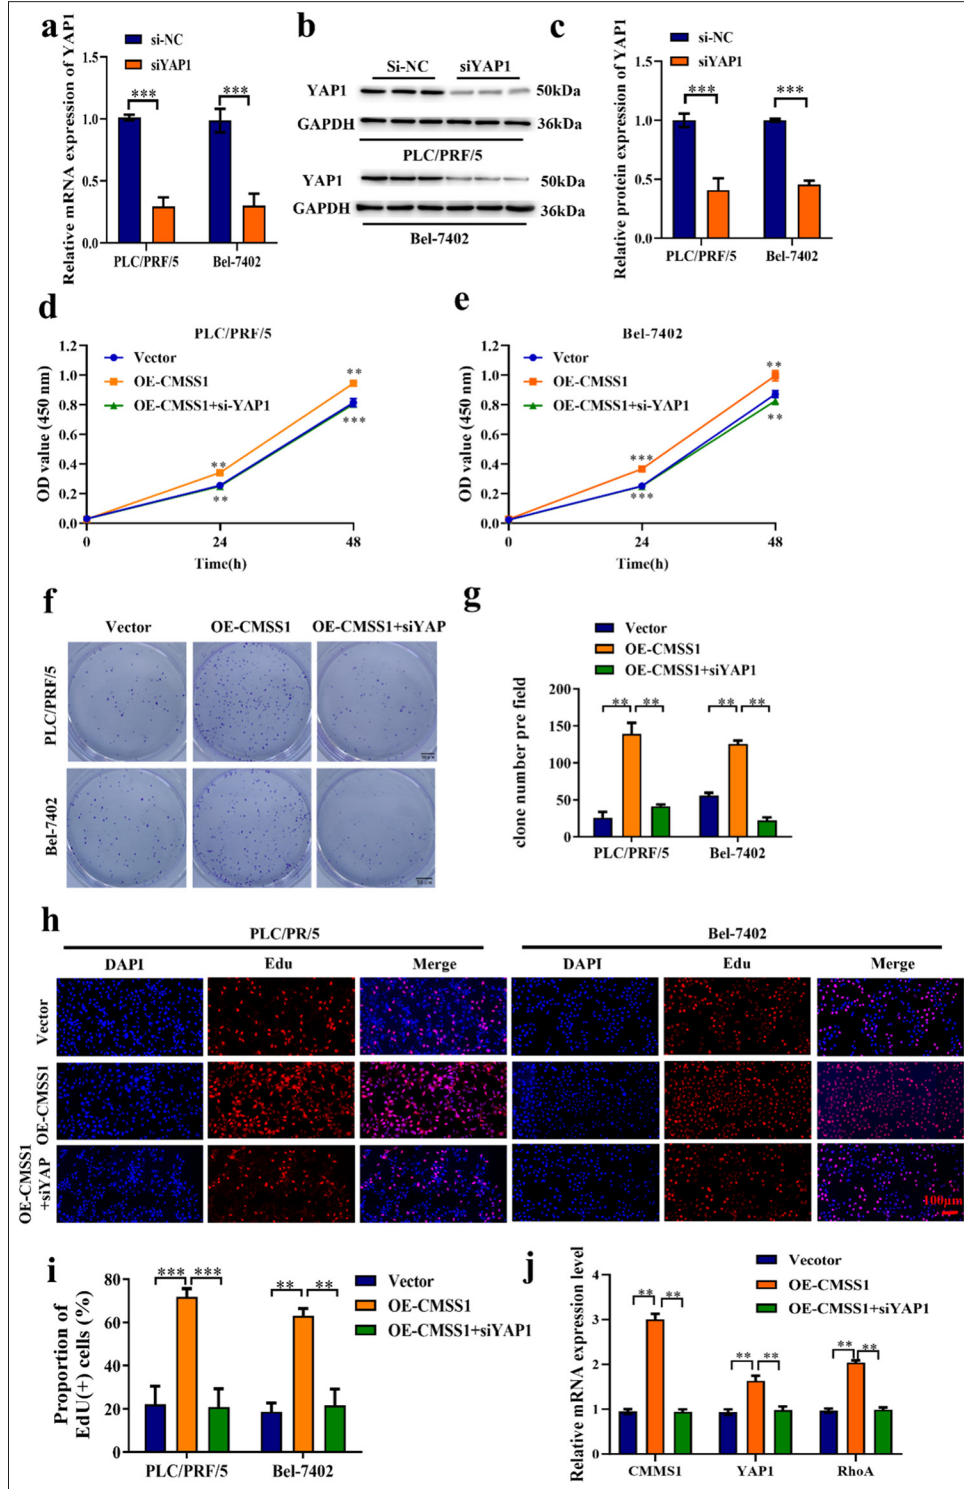 a
si-NC
siYAP1
Relative mRNA expression of YAP1
1.5
1.0
0.5
0.0
***
***
PLC/PRF/5
Bel-7402
b
Si-NC
siYAP1
YAP1
50kDa
GAPDH
36kDa
PLC/PRF/5
YAP1
50kDa
GAPDH
36kDa
Bel-7402
c
si-NC
siYAP1
Relative protein expression of YAP1
1.5
1.0
0.5
0.0
***
***
PLC/PRF/5
Bel-7402
d
PLC/PRF/5
Vector
OE-CMSS1
OE-CMSS1+si-YAP1
OD value (450 nm)
1.2
1.0
0.8
0.6
0.4
0.2
0.0
**
**
**
***
0
24
48
Time(h)
e
Bel-7402
Vetor
OE-CMSS1
OE-CMSS1+si-YAP1
OD value (450 nm)
1.2
1.0
0.8
0.6
0.4
0.2
0.0
***
***
**
**
0
24
48
Time(h)
f
Vector
OE-CMSS1
OE-CMSS1+siYAP
PLC/PRF/5
Bel-7402
g
Vector
OE-CMSS1
OE-CMSS1+siYAP1
clone number pre field
200
150
100
50
0
** **
** **
PLC/PRF/5
Bel-7402
h
PLC/PR/5
Bel-7402
DAPI
Edu
Merge
DAPI
Edu
Merge
Vector
OE-CMSS1
OE-CMSS1
+siYAP
100μm
i
Vector
OE-CMSS1
OE-CMSS1+siYAP1
Proportion of
EdU(+) cells (%)
80
60
40
20
0
*** ***
** **
PLC/PRF/5
Bel-7402
j
Vecotor
OE-CMSS1
OE-CMSS1+siYAP1
Relative mRNA expression level
4
3
2
1
0
** **
** **
** **
CMMS1
YAP1
RhoA